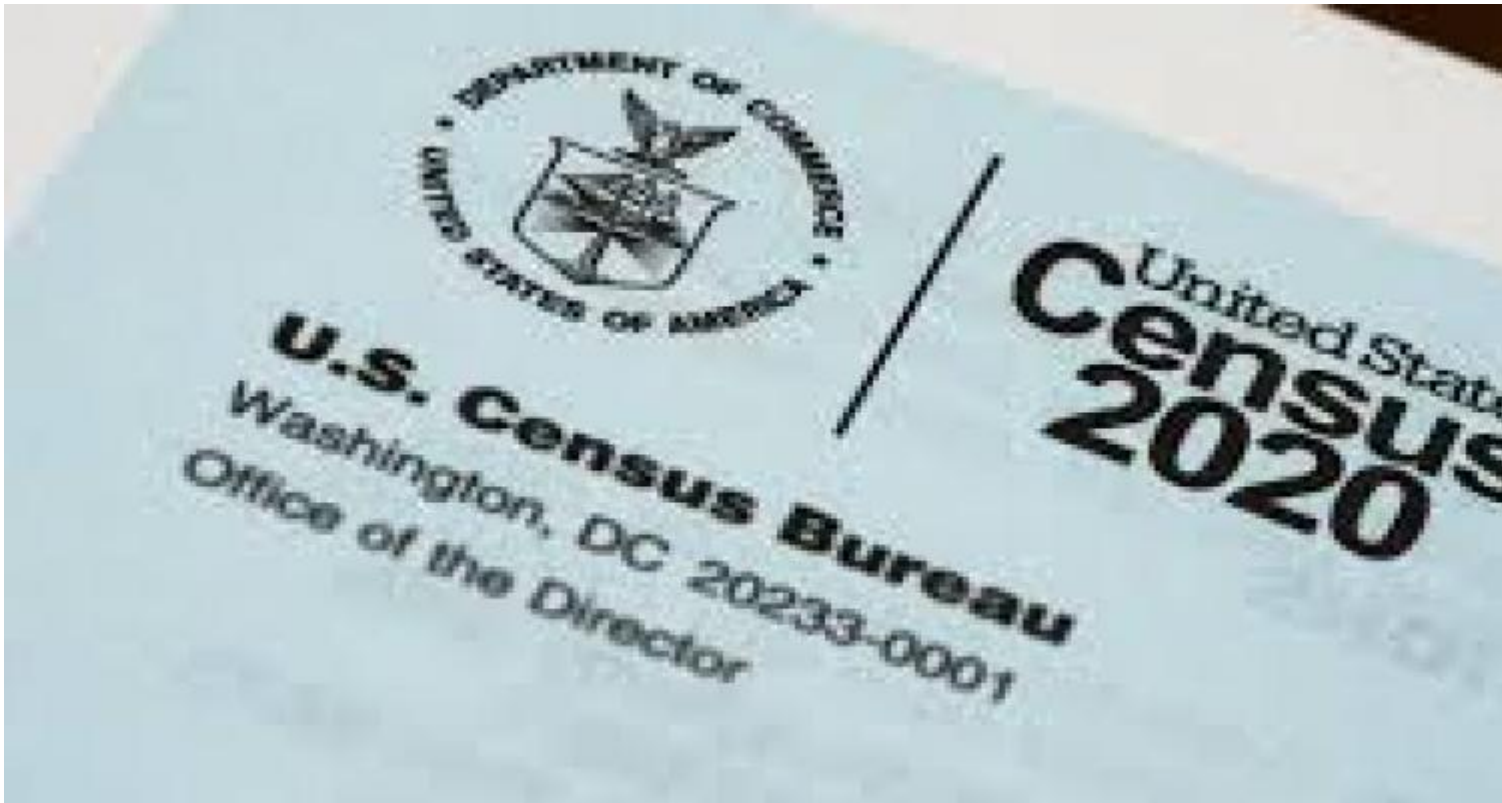 DEPARTMENT OF COMMERCE
UNITED STATES OF AMERICA
U.S. Census Bureau
Washington, DC 20233-0001
Office of the Director
United
Census
2020